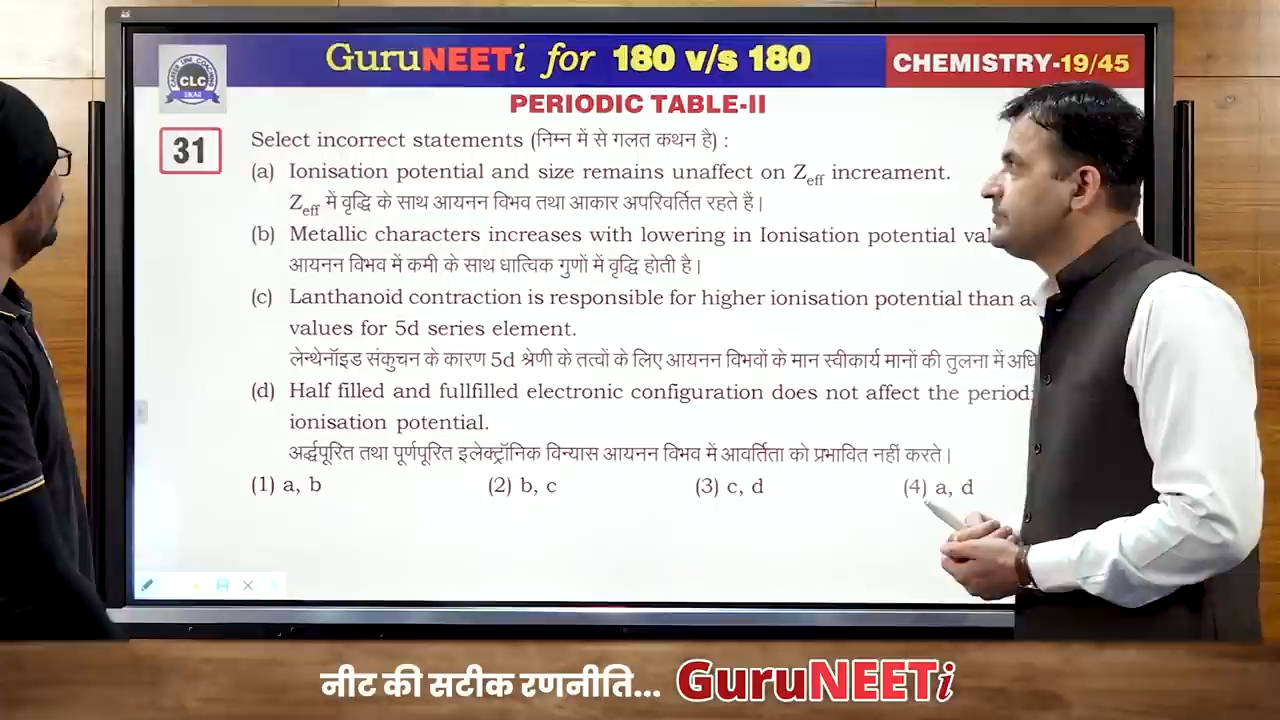 GuruNEETi for 180 v/s 180
CHEMISTRY-19/45
CLC
SIKAR
PERIODIC TABLE-II
31
Select incorrect statements (निम्न में से गलत कथन है) :
(a) Ionisation potential and size remains unaffect on Zeff increament.
Zeff में वृद्धि के साथ आयनन विभव तथा आकार अपरिवर्तित रहते हैं।
(b) Metallic characters increases with lowering in Ionisation potential
आयनन विभव में कमी के साथ धात्विक गुणों में वृद्धि होती है।
(c) Lanthanoid contraction is responsible for higher ionisation potential than
values for 5d series element.
लेन्थेनॉइड संकुचन के कारण 5d श्रेणी के तत्वों के लिए आयनन विभवों के मान स्वीकार्य मानों की तुलना में
(d) Half filled and fullfilled electronic configuration does not affect the
ionisation potential.
अर्द्धपूरित तथा पूर्णपूरित इलेक्ट्रॉनिक विन्यास आयनन विभव में आवर्तिता को प्रभावित नहीं करते।
(1) a, b (2) b, c (3) c, d (4) a, d
नीट की सटीक रणनीति... GuruNEETi